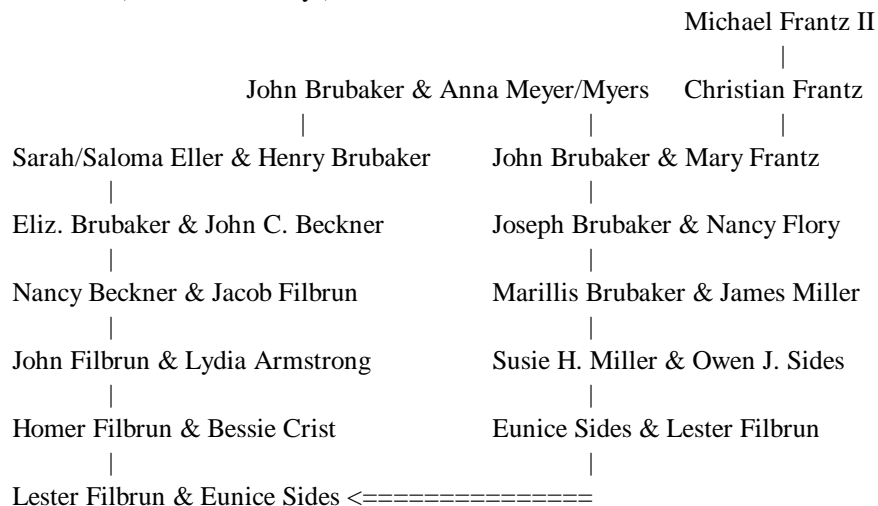 Michael Frantz II
|
John Brubaker & Anna Meyer/Myers Christian Frantz
| | |
Sarah/Saloma Eller & Henry Brubaker John Brubaker & Mary Frantz
| |
Eliz. Brubaker & John C. Beckner Joseph Brubaker & Nancy Flory
| |
Nancy Beckner & Jacob Filbrun Marillis Brubaker & James Miller
| |
John Filbrun & Lydia Armstrong Susie H. Miller & Owen J. Sides
| |
Homer Filbrun & Bessie Crist Eunice Sides & Lester Filbrun
| |
Lester Filbrun & Eunice Sides <===============